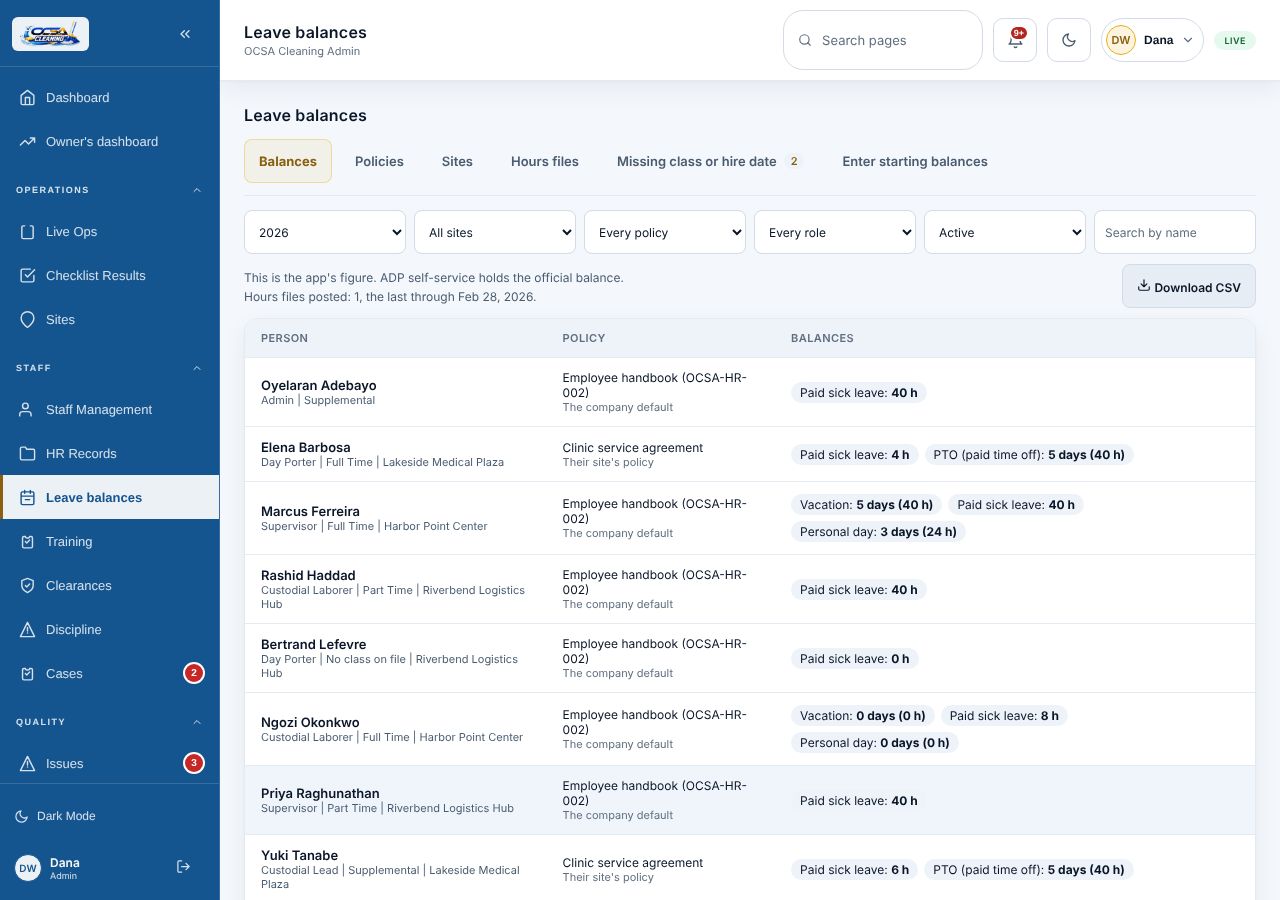 OCSA
CLEANING
Leave balances
OCSA Cleaning Admin
Search pages
9+
DW
Dana
LIVE
Dashboard
Owner's dashboard
OPERATIONS
Live Ops
Checklist Results
Sites
STAFF
Staff Management
HR Records
Leave balances
Training
Clearances
Discipline
Cases 2
QUALITY
Issues 3
Dark Mode
DW
Dana
Admin
Leave balances
Balances Policies Sites Hours files Missing class or hire date 2 Enter starting balances
2026 All sites Every policy Every role Active Search by name
This is the app's figure. ADP self-service holds the official balance.
Hours files posted: 1, the last through Feb 28, 2026.
Download CSV
PERSON POLICY BALANCES
Oyelaran Adebayo
Admin | Supplemental
Employee handbook (OCSA-HR-
002)
The company default
Paid sick leave: 40 h
Elena Barbosa
Day Porter | Full Time | Lakeside Medical Plaza
Clinic service agreement
Their site's policy
Paid sick leave: 4 h PTO (paid time off): 5 days (40 h)
Marcus Ferreira
Supervisor | Full Time | Harbor Point Center
Employee handbook (OCSA-HR-
002)
The company default
Vacation: 5 days (40 h) Paid sick leave: 40 h
Personal day: 3 days (24 h)
Rashid Haddad
Custodial Laborer | Part Time | Riverbend Logistics
Hub
Employee handbook (OCSA-HR-
002)
The company default
Paid sick leave: 40 h
Bertrand Lefevre
Day Porter | No class on file | Riverbend Logistics
Hub
Employee handbook (OCSA-HR-
002)
The company default
Paid sick leave: 0 h
Ngozi Okonkwo
Custodial Laborer | Full Time | Harbor Point Center
Employee handbook (OCSA-HR-
002)
The company default
Vacation: 0 days (0 h) Paid sick leave: 8 h
Personal day: 0 days (0 h)
Priya Raghunathan
Supervisor | Part Time | Riverbend Logistics Hub
Employee handbook (OCSA-HR-
002)
The company default
Paid sick leave: 40 h
Yuki Tanabe
Custodial Lead | Supplemental | Lakeside Medical
Plaza
Clinic service agreement
Their site's policy
Paid sick leave: 6 h PTO (paid time off): 5 days (40 h)